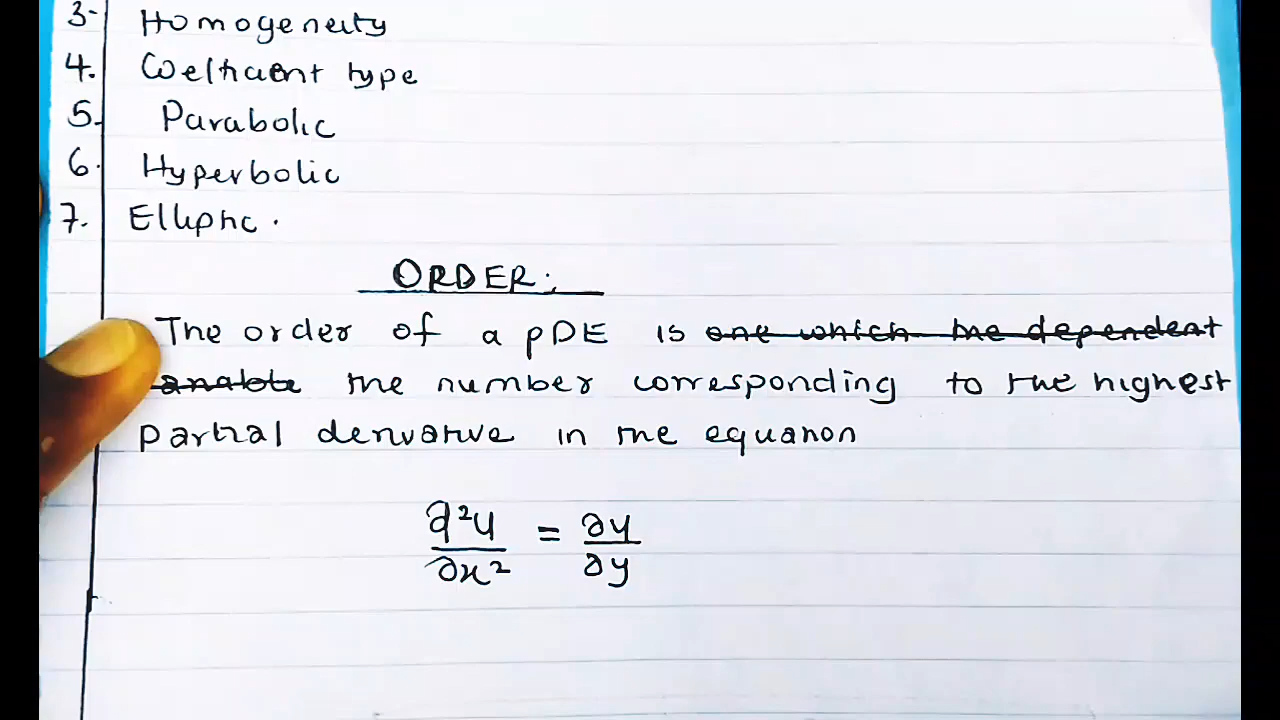 3- Homogeneity
4. Coefficient type
5. Parabolic
6. Hyperbolic
7. Elliptic.
ORDER:
The order of a PDE is one which the dependent
variable the number corresponding to the highest
partial derivative in the equation
∂²u/∂x² = ∂u/∂y